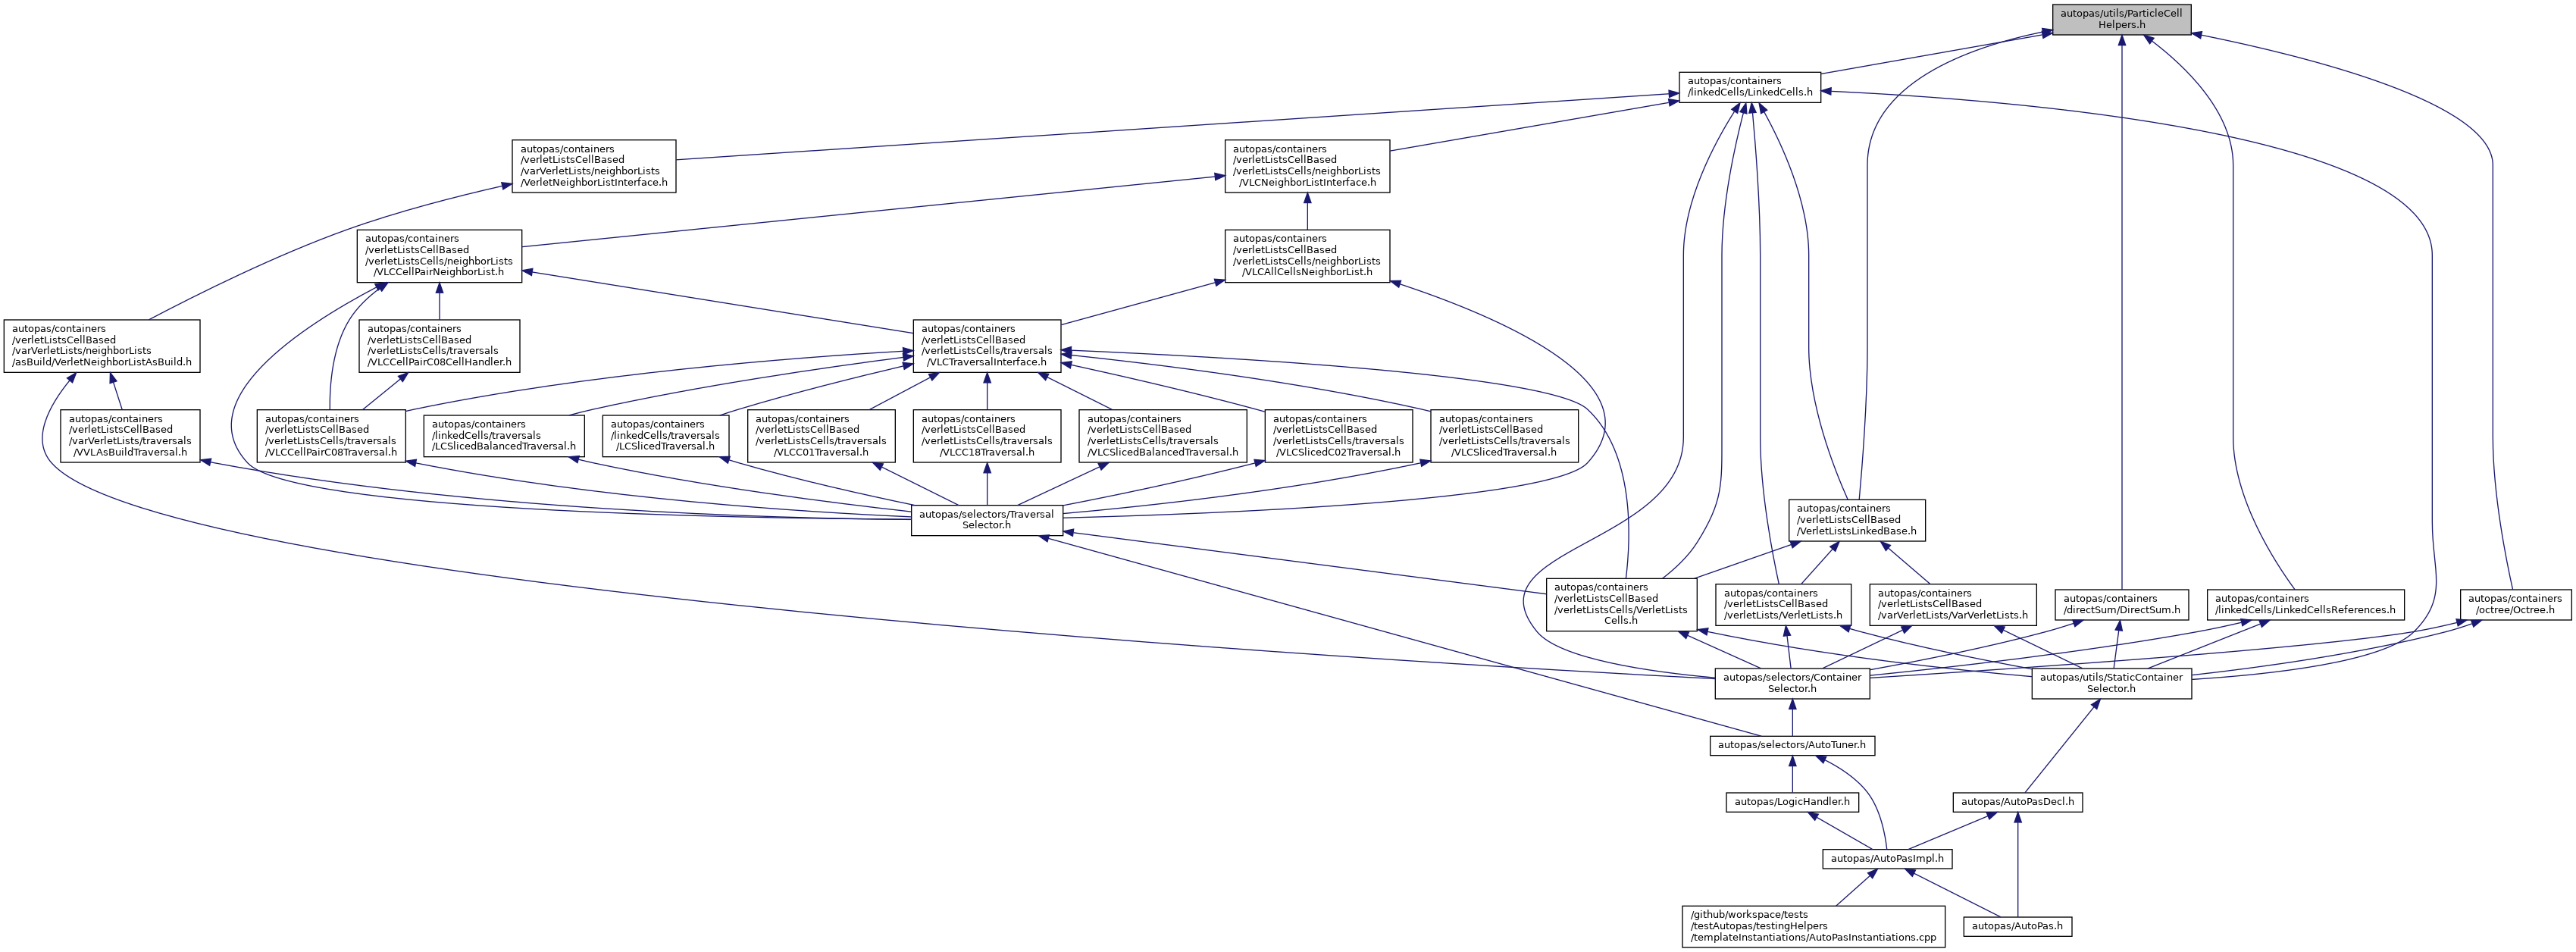 autopas/utils/ParticleCell
Helpers.h
autopas/containers
/linkedCells/LinkedCells.h
autopas/containers
/verletListsCellBased
/varVerletLists/neighborLists
/VerletNeighborListInterface.h
autopas/containers
/verletListsCellBased
/verletListsCells/neighborLists
/VLCNeighborListInterface.h
autopas/containers
/verletListsCellBased
/verletListsCells/neighborLists
/VLCCellPairNeighborList.h
autopas/containers
/verletListsCellBased
/verletListsCells/neighborLists
/VLCAllCellsNeighborList.h
autopas/containers
/verletListsCellBased
/varVerletLists/neighborLists
/asBuild/VerletNeighborListAsBuild.h
autopas/containers
/verletListsCellBased
/verletListsCells/traversals
/VLCCellPairC08CellHandler.h
autopas/containers
/verletListsCellBased
/verletListsCells/traversals
/VLCTraversalInterface.h
autopas/containers
/verletListsCellBased
/varVerletLists/traversals
/VVLAsBuildTraversal.h
autopas/containers
/verletListsCellBased
/verletListsCells/traversals
/VLCCellPairC08Traversal.h
autopas/containers
/linkedCells/traversals
/LCSlicedBalancedTraversal.h
autopas/containers
/linkedCells/traversals
/LCSlicedTraversal.h
autopas/containers
/verletListsCellBased
/verletListsCells/traversals
/VLCC01Traversal.h
autopas/containers
/verletListsCellBased
/verletListsCells/traversals
/VLCC18Traversal.h
autopas/containers
/verletListsCellBased
/verletListsCells/traversals
/VLCSlicedBalancedTraversal.h
autopas/containers
/verletListsCellBased
/verletListsCells/traversals
/VLCSlicedC02Traversal.h
autopas/containers
/verletListsCellBased
/verletListsCells/traversals
/VLCSlicedTraversal.h
autopas/selectors/Traversal
Selector.h
autopas/containers
/verletListsCellBased
/VerletListsLinkedBase.h
autopas/containers
/verletListsCellBased
/verletListsCells/VerletLists
Cells.h
autopas/containers
/verletListsCellBased
/verletLists/VerletLists.h
autopas/containers
/verletListsCellBased
/varVerletLists/VarVerletLists.h
autopas/containers
/directSum/DirectSum.h
autopas/containers
/linkedCells/LinkedCellsReferences.h
autopas/containers
/octree/Octree.h
autopas/selectors/Container
Selector.h
autopas/utils/StaticContainer
Selector.h
autopas/selectors/AutoTuner.h
autopas/LogicHandler.h
autopas/AutoPasDecl.h
autopas/AutoPasImpl.h
/github/workspace/tests
/testAutopas/testingHelpers
/templateInstantiations/AutoPasInstantiations.cpp
autopas/AutoPas.h